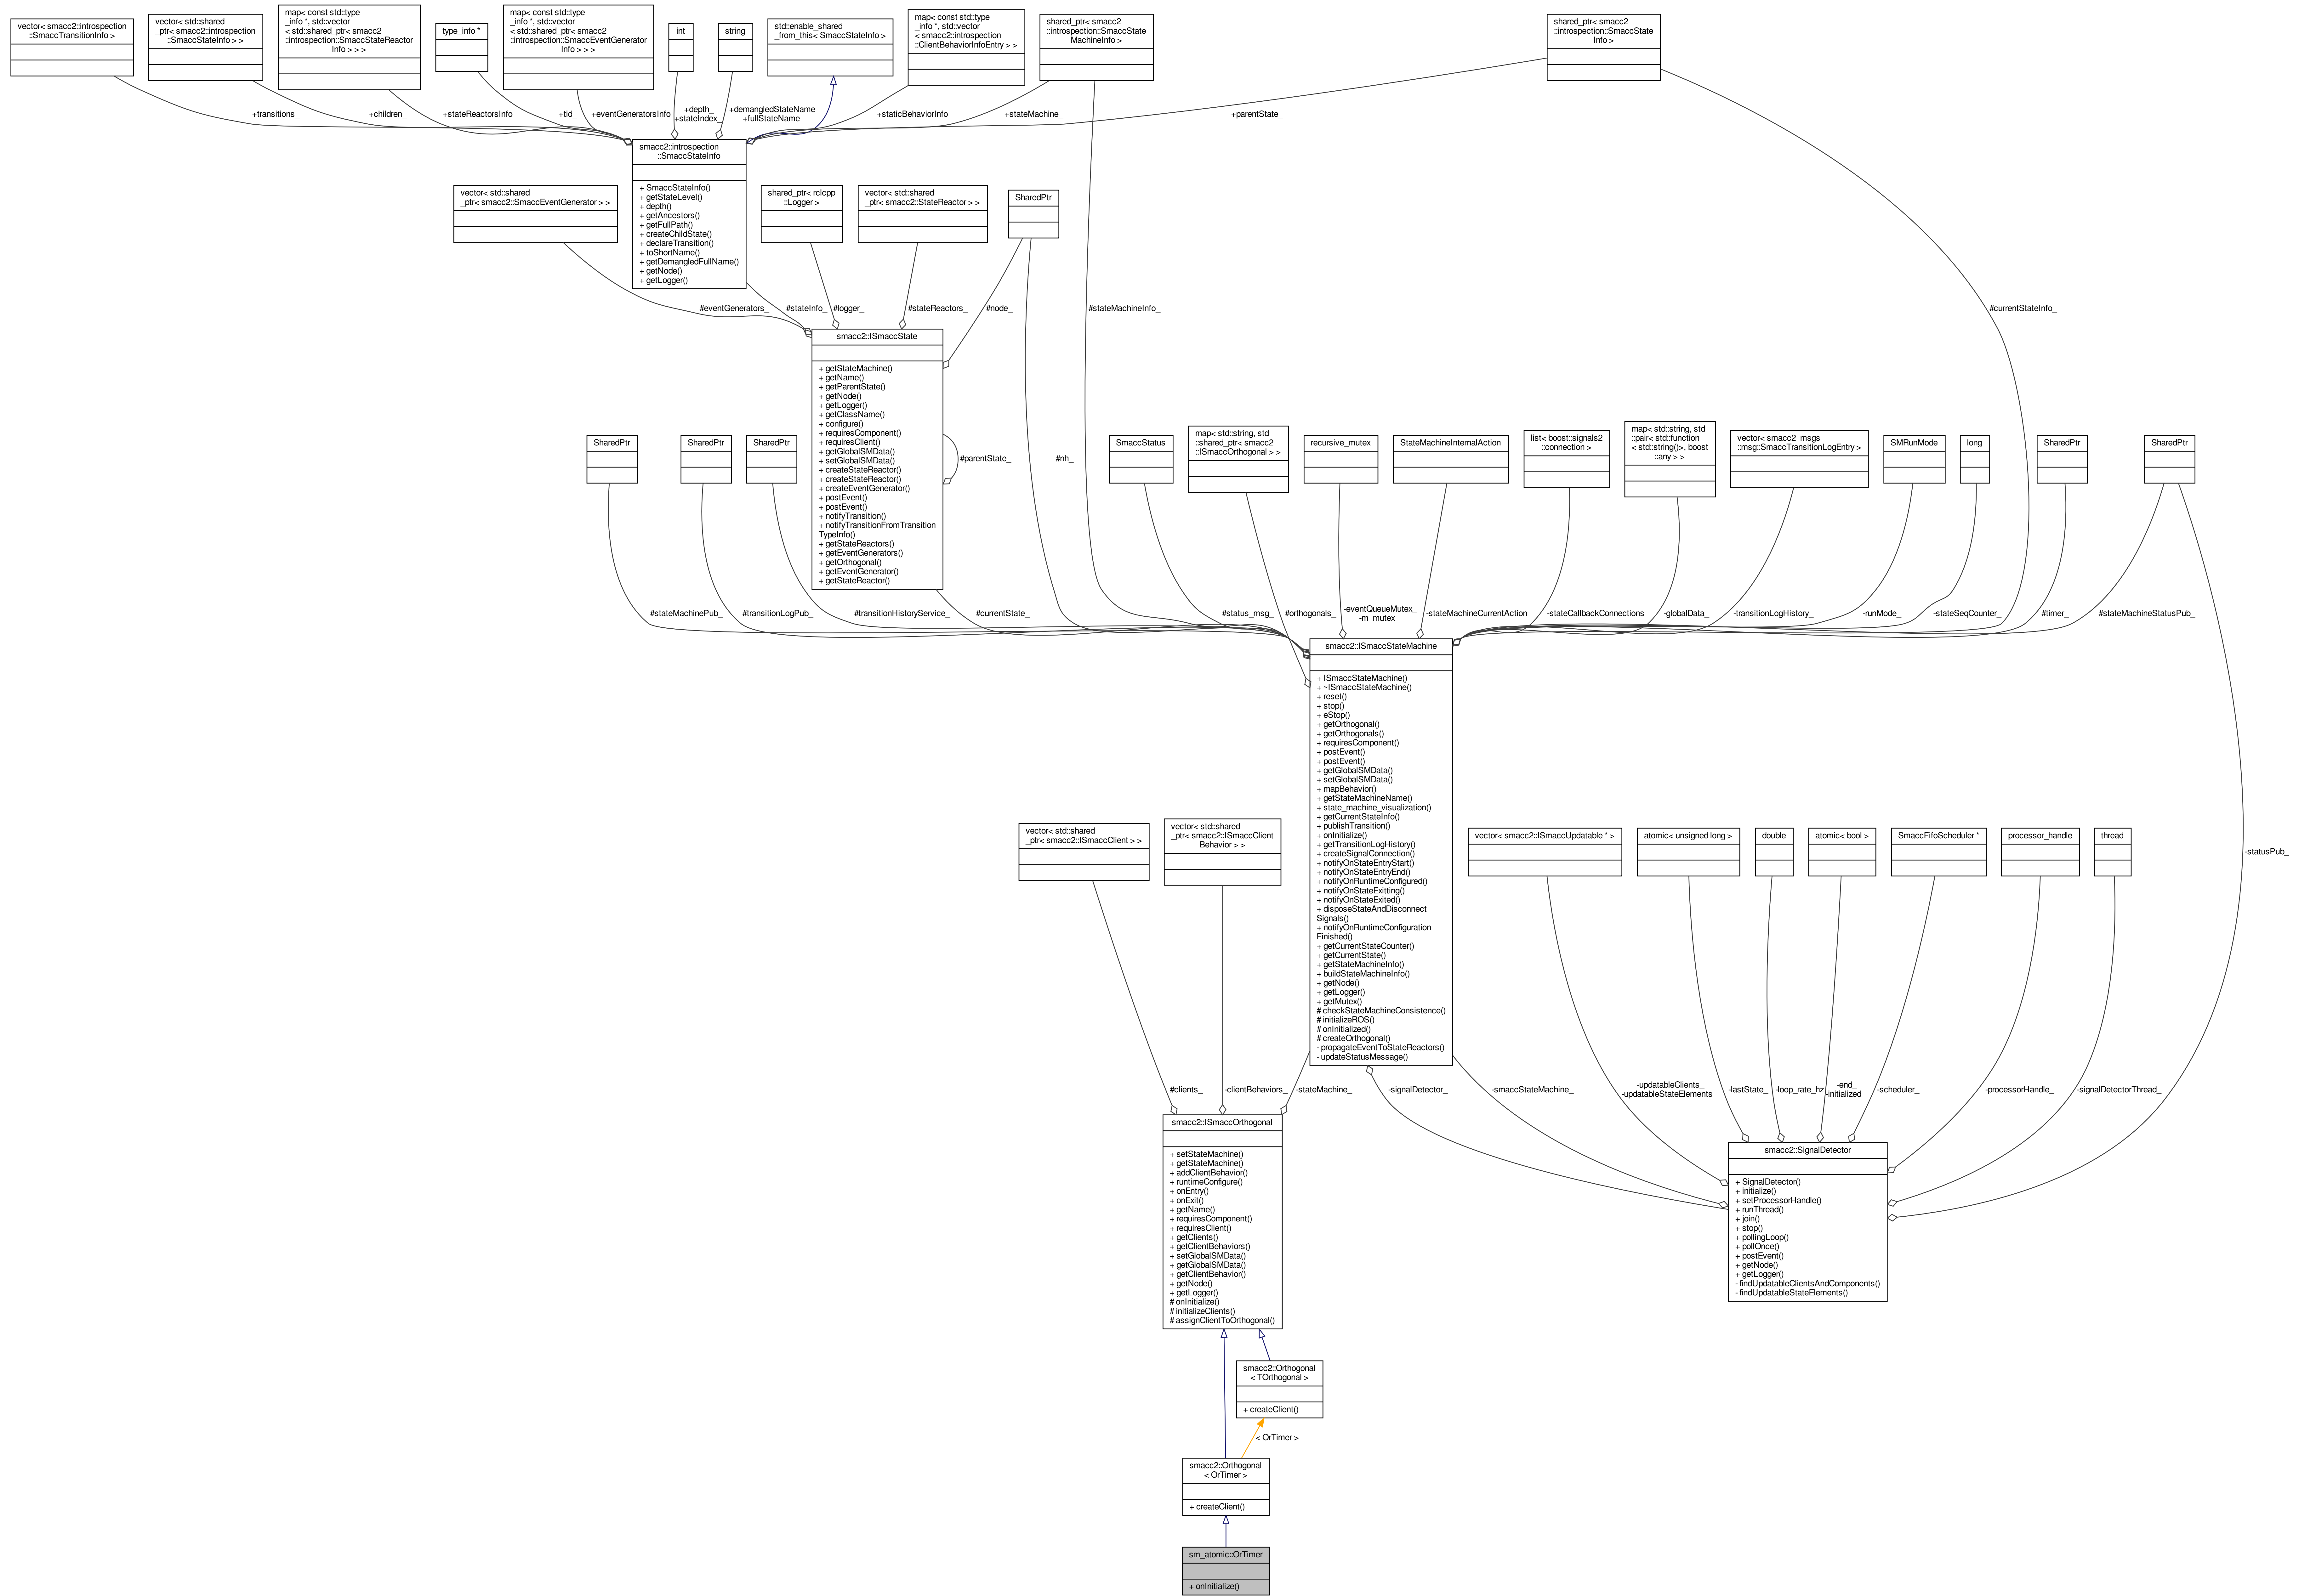 vector< smacc2::introspection
::SmaccTransitionInfo >
vector< std::shared
_ptr< smacc2::introspection
::SmaccStateInfo > >
map< const std::type
_info *, std::vector
< std::shared_ptr< smacc2
::introspection::SmaccStateReactor
Info > > >
type_info *
map< const std::type
_info *, std::vector
< std::shared_ptr< smacc2
::introspection::SmaccEventGenerator
Info > > >
int
string
std::enable_shared
_from_this< SmaccStateInfo >
map< const std::type
_info *, std::vector
< smacc2::introspection
::ClientBehaviorInfoEntry > >
shared_ptr< smacc2
::introspection::SmaccState
MachineInfo >
shared_ptr< smacc2
::introspection::SmaccState
Info >
+transitions_
+children_
+stateReactorsInfo
+tid_
+eventGeneratorsInfo
+depth_
+stateIndex_
+demangledStateName
+fullStateName
+staticBehaviorInfo
+stateMachine_
+parentState_
smacc2::introspection
::SmaccStateInfo
+ SmaccStateInfo()
+ getStateLevel()
+ depth()
+ getAncestors()
+ getFullPath()
+ createChildState()
+ declareTransition()
+ toShortName()
+ getDemangledFullName()
+ getNode()
+ getLogger()
vector< std::shared
_ptr< smacc2::SmaccEventGenerator > >
shared_ptr< rclcpp
::Logger >
vector< std::shared
_ptr< smacc2::StateReactor > >
SharedPtr
#eventGenerators_
#stateInfo_
#logger_
#stateReactors_
#node_
#stateMachineInfo_
#currentStateInfo_
smacc2::ISmaccState
+ getStateMachine()
+ getName()
+ getParentState()
+ getNode()
+ getLogger()
+ getClassName()
+ configure()
+ requiresComponent()
+ requiresClient()
+ getGlobalSMData()
+ setGlobalSMData()
+ createStateReactor()
+ createStateReactor()
+ createEventGenerator()
+ postEvent()
+ postEvent()
+ notifyTransition()
+ notifyTransitionFromTransition
TypeInfo()
+ getStateReactors()
+ getEventGenerators()
+ getOrthogonal()
+ getEventGenerator()
+ getStateReactor()
#parentState_
#nh_
SharedPtr
SharedPtr
SharedPtr
SmaccStatus
map< std::string, std
::shared_ptr< smacc2
::ISmaccOrthogonal > >
recursive_mutex
StateMachineInternalAction
list< boost::signals2
::connection >
map< std::string, std
::pair< std::function
< std::string()>, boost
::any > >
vector< smacc2_msgs
::msg::SmaccTransitionLogEntry >
SMRunMode
long
SharedPtr
SharedPtr
#stateMachinePub_
#transitionLogPub_
#transitionHistoryService_
#currentState_
#status_msg_
#orthogonals_
-eventQueueMutex_
-m_mutex_
-stateMachineCurrentAction
-stateCallbackConnections
-globalData_
-transitionLogHistory_
-runMode_
-stateSeqCounter_
#timer_
#stateMachineStatusPub_
smacc2::ISmaccStateMachine
+ ISmaccStateMachine()
+ ~ISmaccStateMachine()
+ reset()
+ stop()
+ eStop()
+ getOrthogonal()
+ getOrthogonals()
+ requiresComponent()
+ postEvent()
+ postEvent()
+ getGlobalSMData()
+ setGlobalSMData()
+ mapBehavior()
+ getStateMachineName()
+ state_machine_visualization()
+ getCurrentStateInfo()
+ publishTransition()
+ onInitialize()
+ getTransitionLogHistory()
+ createSignalConnection()
+ notifyOnStateEntryStart()
+ notifyOnStateEntryEnd()
+ notifyOnRuntimeConfigured()
+ notifyOnStateExitting()
+ notifyOnStateExited()
+ disposeStateAndDisconnect
Signals()
+ notifyOnRuntimeConfiguration
Finished()
+ getCurrentStateCounter()
+ getCurrentState()
+ getStateMachineInfo()
+ buildStateMachineInfo()
+ getNode()
+ getLogger()
+ getMutex()
# checkStateMachineConsistence()
# initializeROS()
# onInitialized()
# createOrthogonal()
- propagateEventToStateReactors()
- updateStatusMessage()
vector< std::shared
_ptr< smacc2::ISmaccClient > >
vector< std::shared
_ptr< smacc2::ISmaccClient
Behavior > >
vector< smacc2::ISmaccUpdatable * >
atomic< unsigned long >
double
atomic< bool >
SmaccFifoScheduler *
processor_handle
thread
-statusPub_
#clients_
-clientBehaviors_
-stateMachine_
-signalDetector_
-smaccStateMachine_
-updatableClients_
-updatableStateElements_
-lastState_
-loop_rate_hz
-end_
-initialized_
-scheduler_
-processorHandle_
-signalDetectorThread_
smacc2::ISmaccOrthogonal
+ setStateMachine()
+ getStateMachine()
+ addClientBehavior()
+ runtimeConfigure()
+ onEntry()
+ onExit()
+ getName()
+ requiresComponent()
+ requiresClient()
+ getClients()
+ getClientBehaviors()
+ setGlobalSMData()
+ getGlobalSMData()
+ getClientBehavior()
+ getNode()
+ getLogger()
# onInitialize()
# initializeClients()
# assignClientToOrthogonal()
smacc2::SignalDetector
+ SignalDetector()
+ initialize()
+ setProcessorHandle()
+ runThread()
+ join()
+ stop()
+ pollingLoop()
+ pollOnce()
+ postEvent()
+ getNode()
+ getLogger()
- findUpdatableClientsAndComponents()
- findUpdatableStateElements()
smacc2::Orthogonal
< TOrthogonal >
+ createClient()
< OrTimer >
smacc2::Orthogonal
< OrTimer >
+ createClient()
sm_atomic::OrTimer
+ onInitialize()